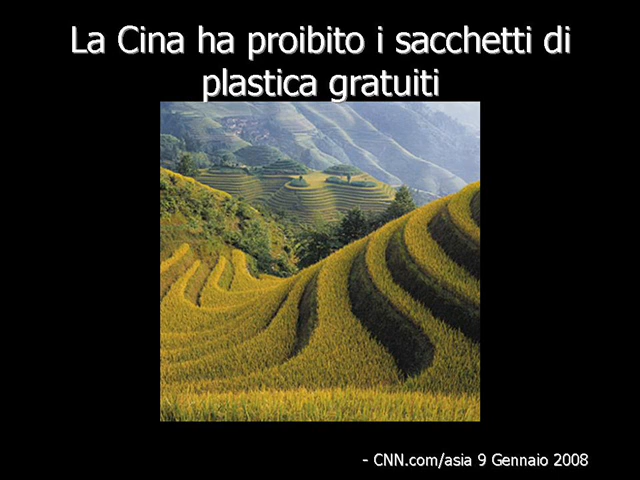 La Cina ha proibito i sacchetti di
plastica gratuiti
- CNN.com/asia 9 Gennaio 2008